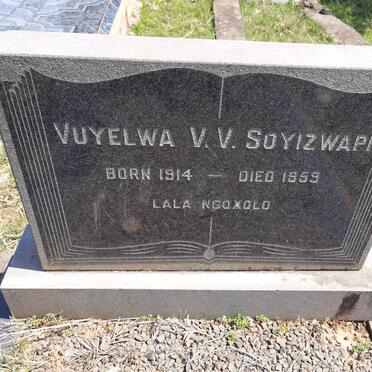 VUYELWA V. V. SOYIZWAPI
BORN 1914 — DIED 1959
LALA NGOXOLO